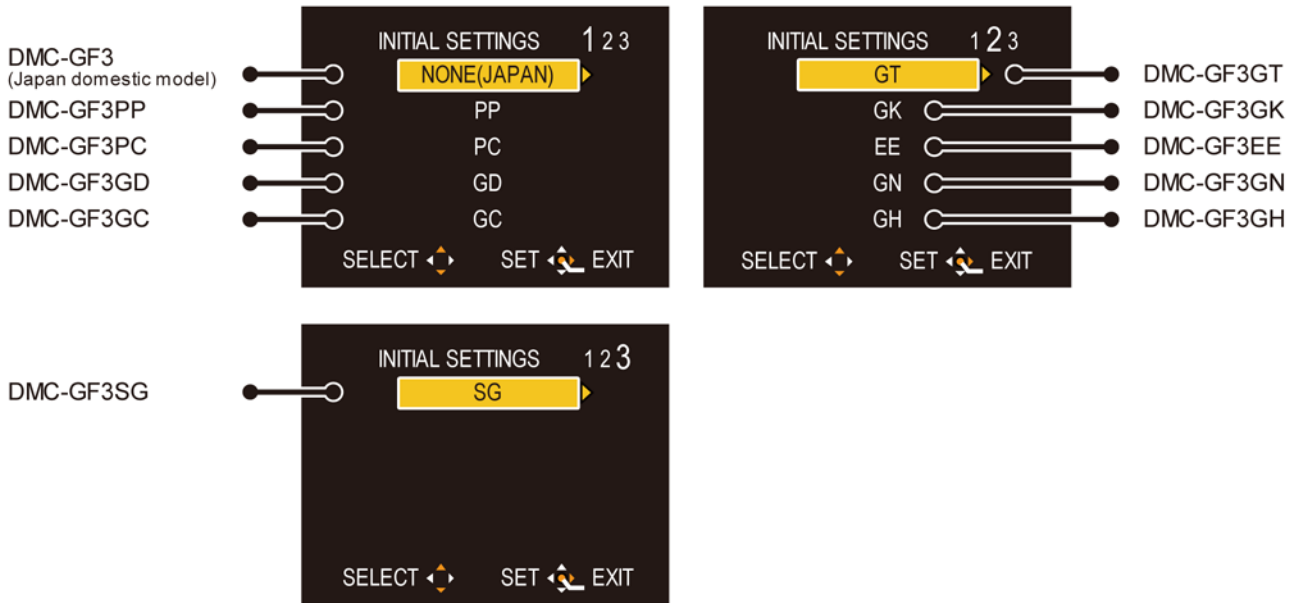 DMC-GF3
(Japan domestic model)
DMC-GF3PP
DMC-GF3PC
DMC-GF3GD
DMC-GF3GC
INITIAL SETTINGS 1 2 3
NONE(JAPAN)
PP
PC
GD
GC
SELECT SET EXIT
INITIAL SETTINGS 1 2 3
GT
GK
EE
GN
GH
SELECT SET EXIT
DMC-GF3GT
DMC-GF3GK
DMC-GF3EE
DMC-GF3GN
DMC-GF3GH
DMC-GF3SG
INITIAL SETTINGS 1 2 3
SG
SELECT SET EXIT